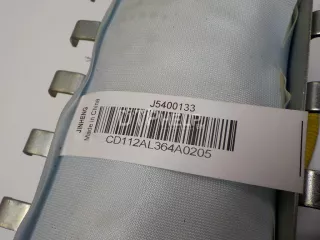 J5400133
JINHENG
Made in China
CD112AL364A0205